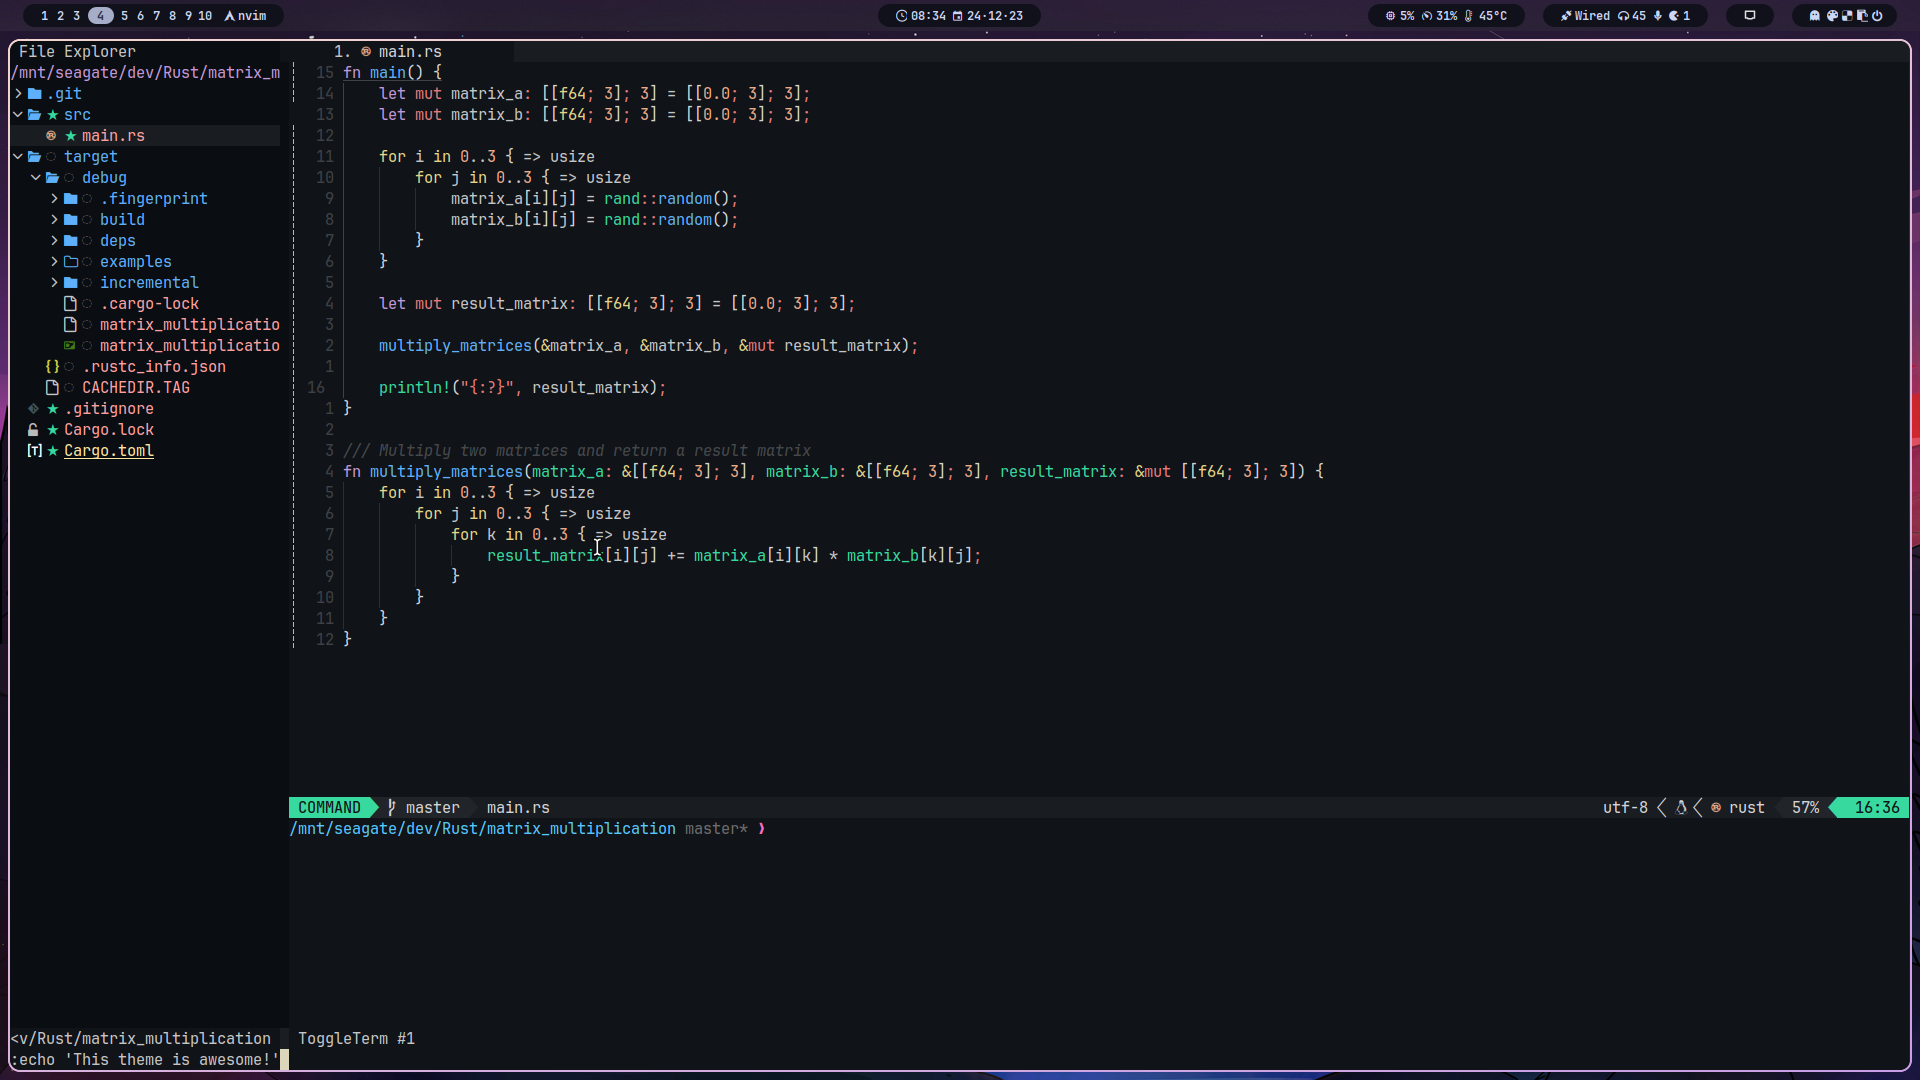 1 2 3 4 5 6 7 8 9 10 nvim
08:34 24·12·23
5% 31% 45°C
Wired 45 1
File Explorer
/mnt/seagate/dev/Rust/matrix_m
.git
src
main.rs
target
debug
.fingerprint
build
deps
examples
incremental
.cargo-lock
matrix_multiplicatio
matrix_multiplicatio
{} .rustc_info.json
CACHEDIR.TAG
.gitignore
Cargo.lock
[T] Cargo.toml
<v/Rust/matrix_multiplication
:echo 'This theme is awesome!'
1. main.rs
15 fn main() {
14 let mut matrix_a: [[f64; 3]; 3] = [[0.0; 3]; 3];
13 let mut matrix_b: [[f64; 3]; 3] = [[0.0; 3]; 3];
12
11 for i in 0..3 { => usize
10 for j in 0..3 { => usize
9 matrix_a[i][j] = rand::random();
8 matrix_b[i][j] = rand::random();
7 }
6 }
5
4 let mut result_matrix: [[f64; 3]; 3] = [[0.0; 3]; 3];
3
2 multiply_matrices(&matrix_a, &matrix_b, &mut result_matrix);
1
16 println!("{:?}", result_matrix);
1 }
2
3 /// Multiply two matrices and return a result matrix
4 fn multiply_matrices(matrix_a: &[[f64; 3]; 3], matrix_b: &[[f64; 3]; 3], result_matrix: &mut [[f64; 3]; 3]) {
5 for i in 0..3 { => usize
6 for j in 0..3 { => usize
7 for k in 0..3 { => usize
8 result_matrix[i][j] += matrix_a[i][k] * matrix_b[k][j];
9 }
10 }
11 }
12 }
COMMAND master main.rs utf-8 rust 57% 16:36
/mnt/seagate/dev/Rust/matrix_multiplication master* ❯
ToggleTerm #1